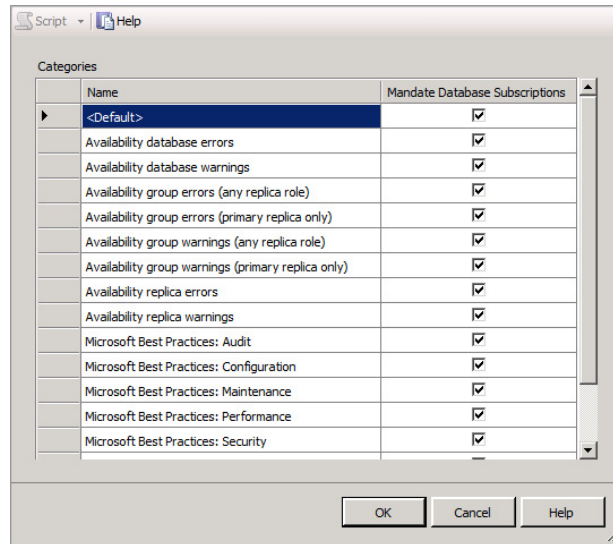 Script Help
Categories
Name Mandate Database Subscriptions
<Default>
Availability database errors
Availability database warnings
Availability group errors (any replica role)
Availability group errors (primary replica only)
Availability group warnings (any replica role)
Availability group warnings (primary replica only)
Availability replica errors
Availability replica warnings
Microsoft Best Practices: Audit
Microsoft Best Practices: Configuration
Microsoft Best Practices: Maintenance
Microsoft Best Practices: Performance
Microsoft Best Practices: Security
OK Cancel Help